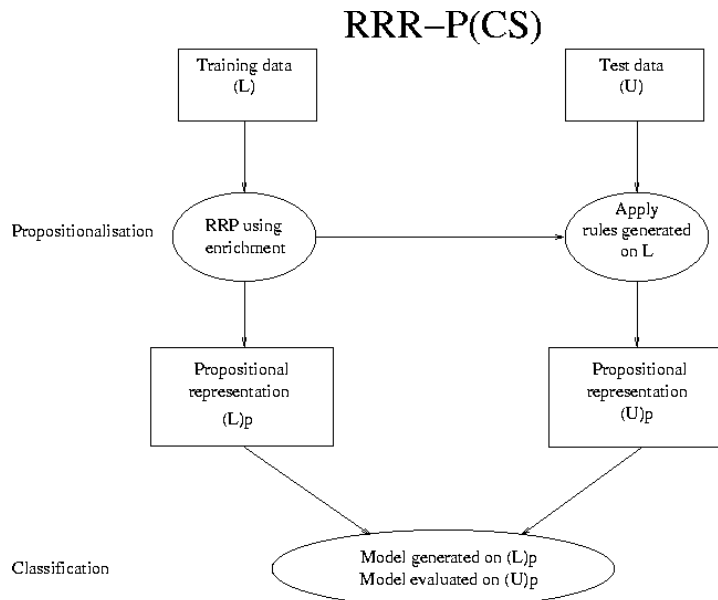 RRR–P(CS)
Training data
(L)
Test data
(U)
Propositionalisation
RRP using
enrichment
Apply
rules generated
on L
Propositional
representation
(L)p
Propositional
representation
(U)p
Classification
Model generated on (L)p
Model evaluated on (U)p